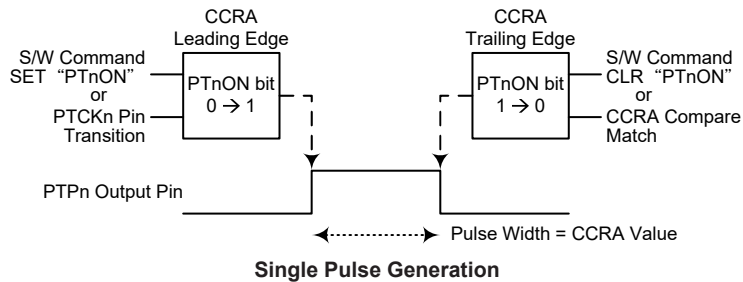 CCRA
Leading Edge
S/W Command
SET “PTnON”
or
PTCKn Pin
Transition
PTnON bit
0 → 1
CCRA
Trailing Edge
PTnON bit
1 → 0
S/W Command
CLR “PTnON”
or
CCRA Compare
Match
PTPn Output Pin
Pulse Width = CCRA Value
Single Pulse Generation